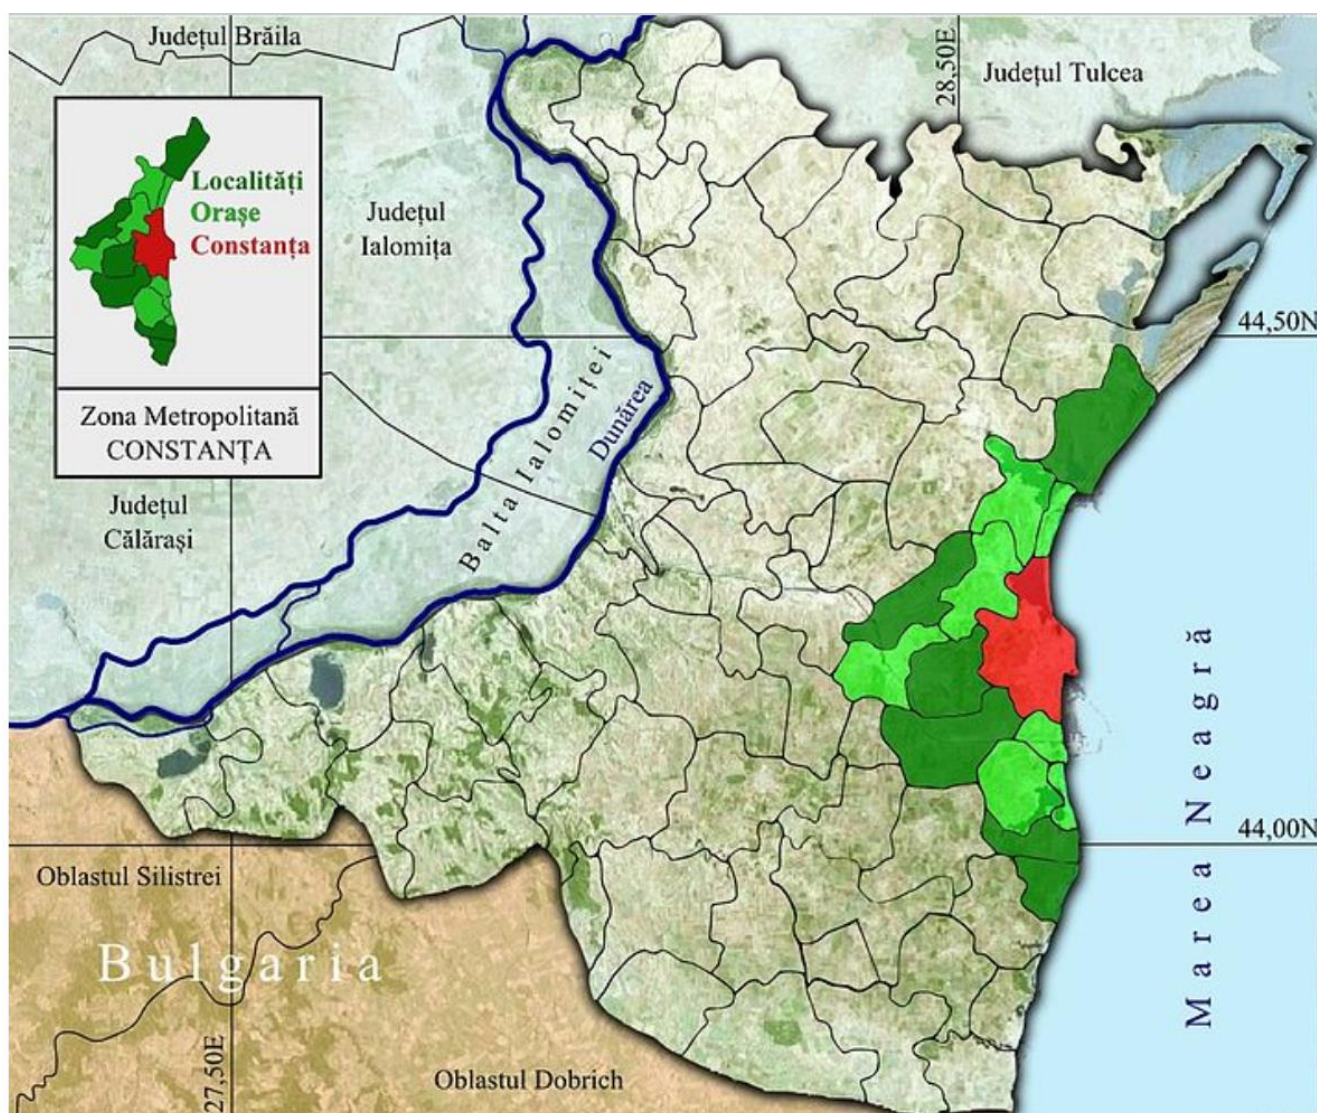 Județul Brăila
28,50E
Județul Tulcea
Localități
Orașe
Constanța
Județul
Ialomița
44,50N
Zona Metropolitană
CONSTANȚA
Balta Ialomiței
Dunărea
Județul
Călărași
Marea Neagră
44,00N
Oblastul Silistrei
Bulgaria
27,50E
Oblastul Dobrich